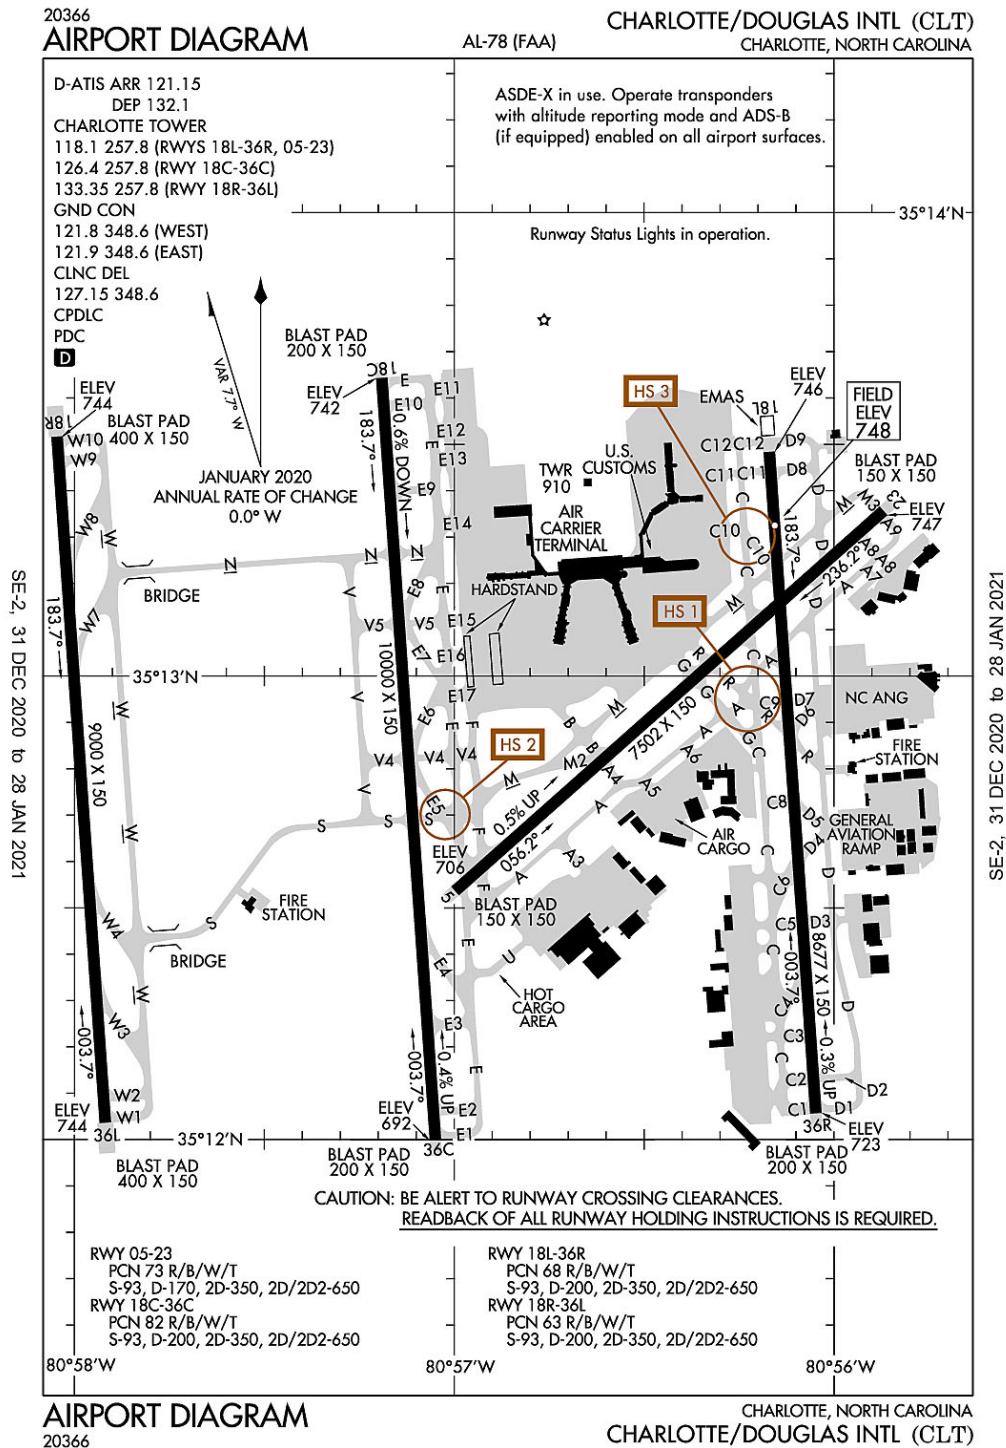 20366
AIRPORT DIAGRAM
AL-78 (FAA)
CHARLOTTE/DOUGLAS INTL (CLT)
CHARLOTTE, NORTH CAROLINA
D-ATIS ARR 121.15
DEP 132.1
CHARLOTTE TOWER
118.1 257.8 (RWYS 18L-36R, 05-23)
126.4 257.8 (RWY 18C-36C)
133.35 257.8 (RWY 18R-36L)
GND CON
121.8 348.6 (WEST)
121.9 348.6 (EAST)
CLNC DEL
127.15 348.6
CPDLC
PDC
D
ASDE-X in use. Operate transponders
with altitude reporting mode and ADS-B
(if equipped) enabled on all airport surfaces.
35°14'N
Runway Status Lights in operation.
VAR 7.7° W
JANUARY 2020
ANNUAL RATE OF CHANGE
0.0° W
BLAST PAD
200 X 150
18C
ELEV
742
ELEV
744
18R
BLAST PAD
400 X 150
W10
W9
W8
W
W7
W
W
W4
W
W3
W2
W1
183.7°
9000 X 150
003.7°
ELEV
744
36L
BLAST PAD
400 X 150
N
N
BRIDGE
BRIDGE
35°13'N
FIRE
STATION
S
S
S
S
V
V5
V5
V
V4
V4
V
183.7°
0.6% DOWN
10000 X 150
E
E11
E10
E12
E
E13
E9
E14
E8
E15
E7
E16
E17
E6
E
E5
E
E4
E3
E
E2
E1
F
F
F
003.7°
0.4% UP
ELEV
692
36C
BLAST PAD
200 X 150
35°12'N
HS 3
HS 1
HS 2
TWR
910
U.S.
CUSTOMS
AIR
CARRIER
TERMINAL
HARDSTAND
EMAS
18L
ELEV
746
FIELD
ELEV
748
BLAST PAD
150 X 150
23
ELEV
747
C12
C12
D9
C11
C11
D8
C
D
C10
C10
C
D
D
183.7°
M
M3
A9
A8
A8
A7
A
236.2°
M
M
M
M2
R
G
G
R
A
G
R
C
A
C
C9
D7
D6
R
B
B
7502 X 150
A
A6
A4
A5
A
A3
A
0.5% UP
056.2°
ELEV
706
5
BLAST PAD
150 X 150
U
HOT
CARGO
AREA
AIR
CARGO
NC ANG
FIRE
STATION
GENERAL
AVIATION
RAMP
C8
D5
D4
C
C6
D
C5
D3
C
8677 X 150
003.7°
C4
D
C3
C
0.3% UP
C2
D2
C1
D1
36R
ELEV
723
BLAST PAD
200 X 150
CAUTION: BE ALERT TO RUNWAY CROSSING CLEARANCES.
READBACK OF ALL RUNWAY HOLDING INSTRUCTIONS IS REQUIRED.
RWY 05-23
PCN 73 R/B/W/T
S-93, D-170, 2D-350, 2D/2D2-650
RWY 18C-36C
PCN 82 R/B/W/T
S-93, D-200, 2D-350, 2D/2D2-650
RWY 18L-36R
PCN 68 R/B/W/T
S-93, D-200, 2D-350, 2D/2D2-650
RWY 18R-36L
PCN 63 R/B/W/T
S-93, D-200, 2D-350, 2D/2D2-650
80°58'W
80°57'W
80°56'W
SE-2, 31 DEC 2020 to 28 JAN 2021
SE-2, 31 DEC 2020 to 28 JAN 2021
AIRPORT DIAGRAM
20366
CHARLOTTE, NORTH CAROLINA
CHARLOTTE/DOUGLAS INTL (CLT)